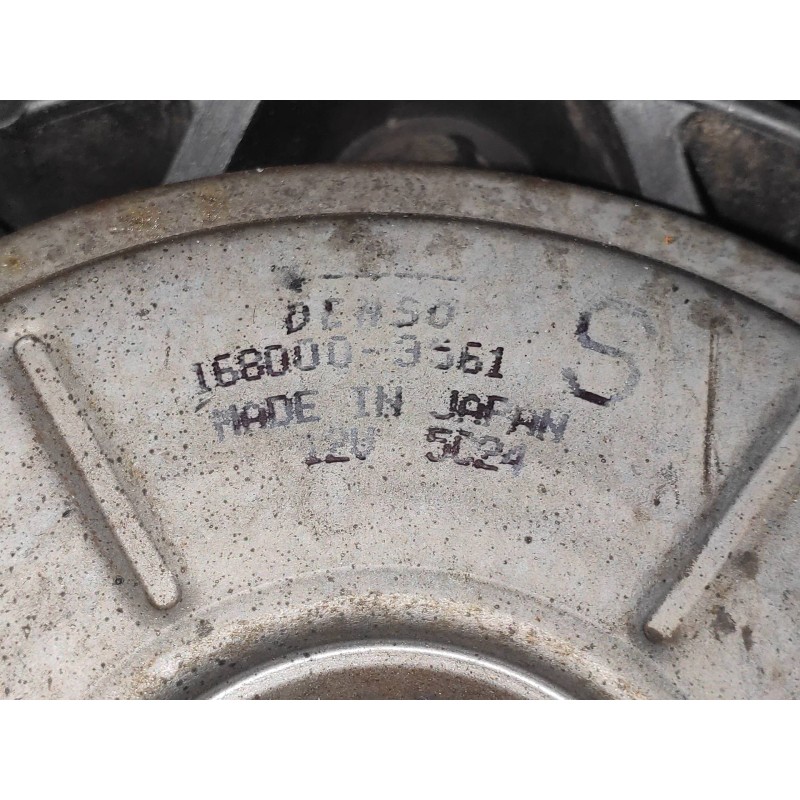 DENSO
168000-3561
MADE IN JAPAN
12V 5C24
S